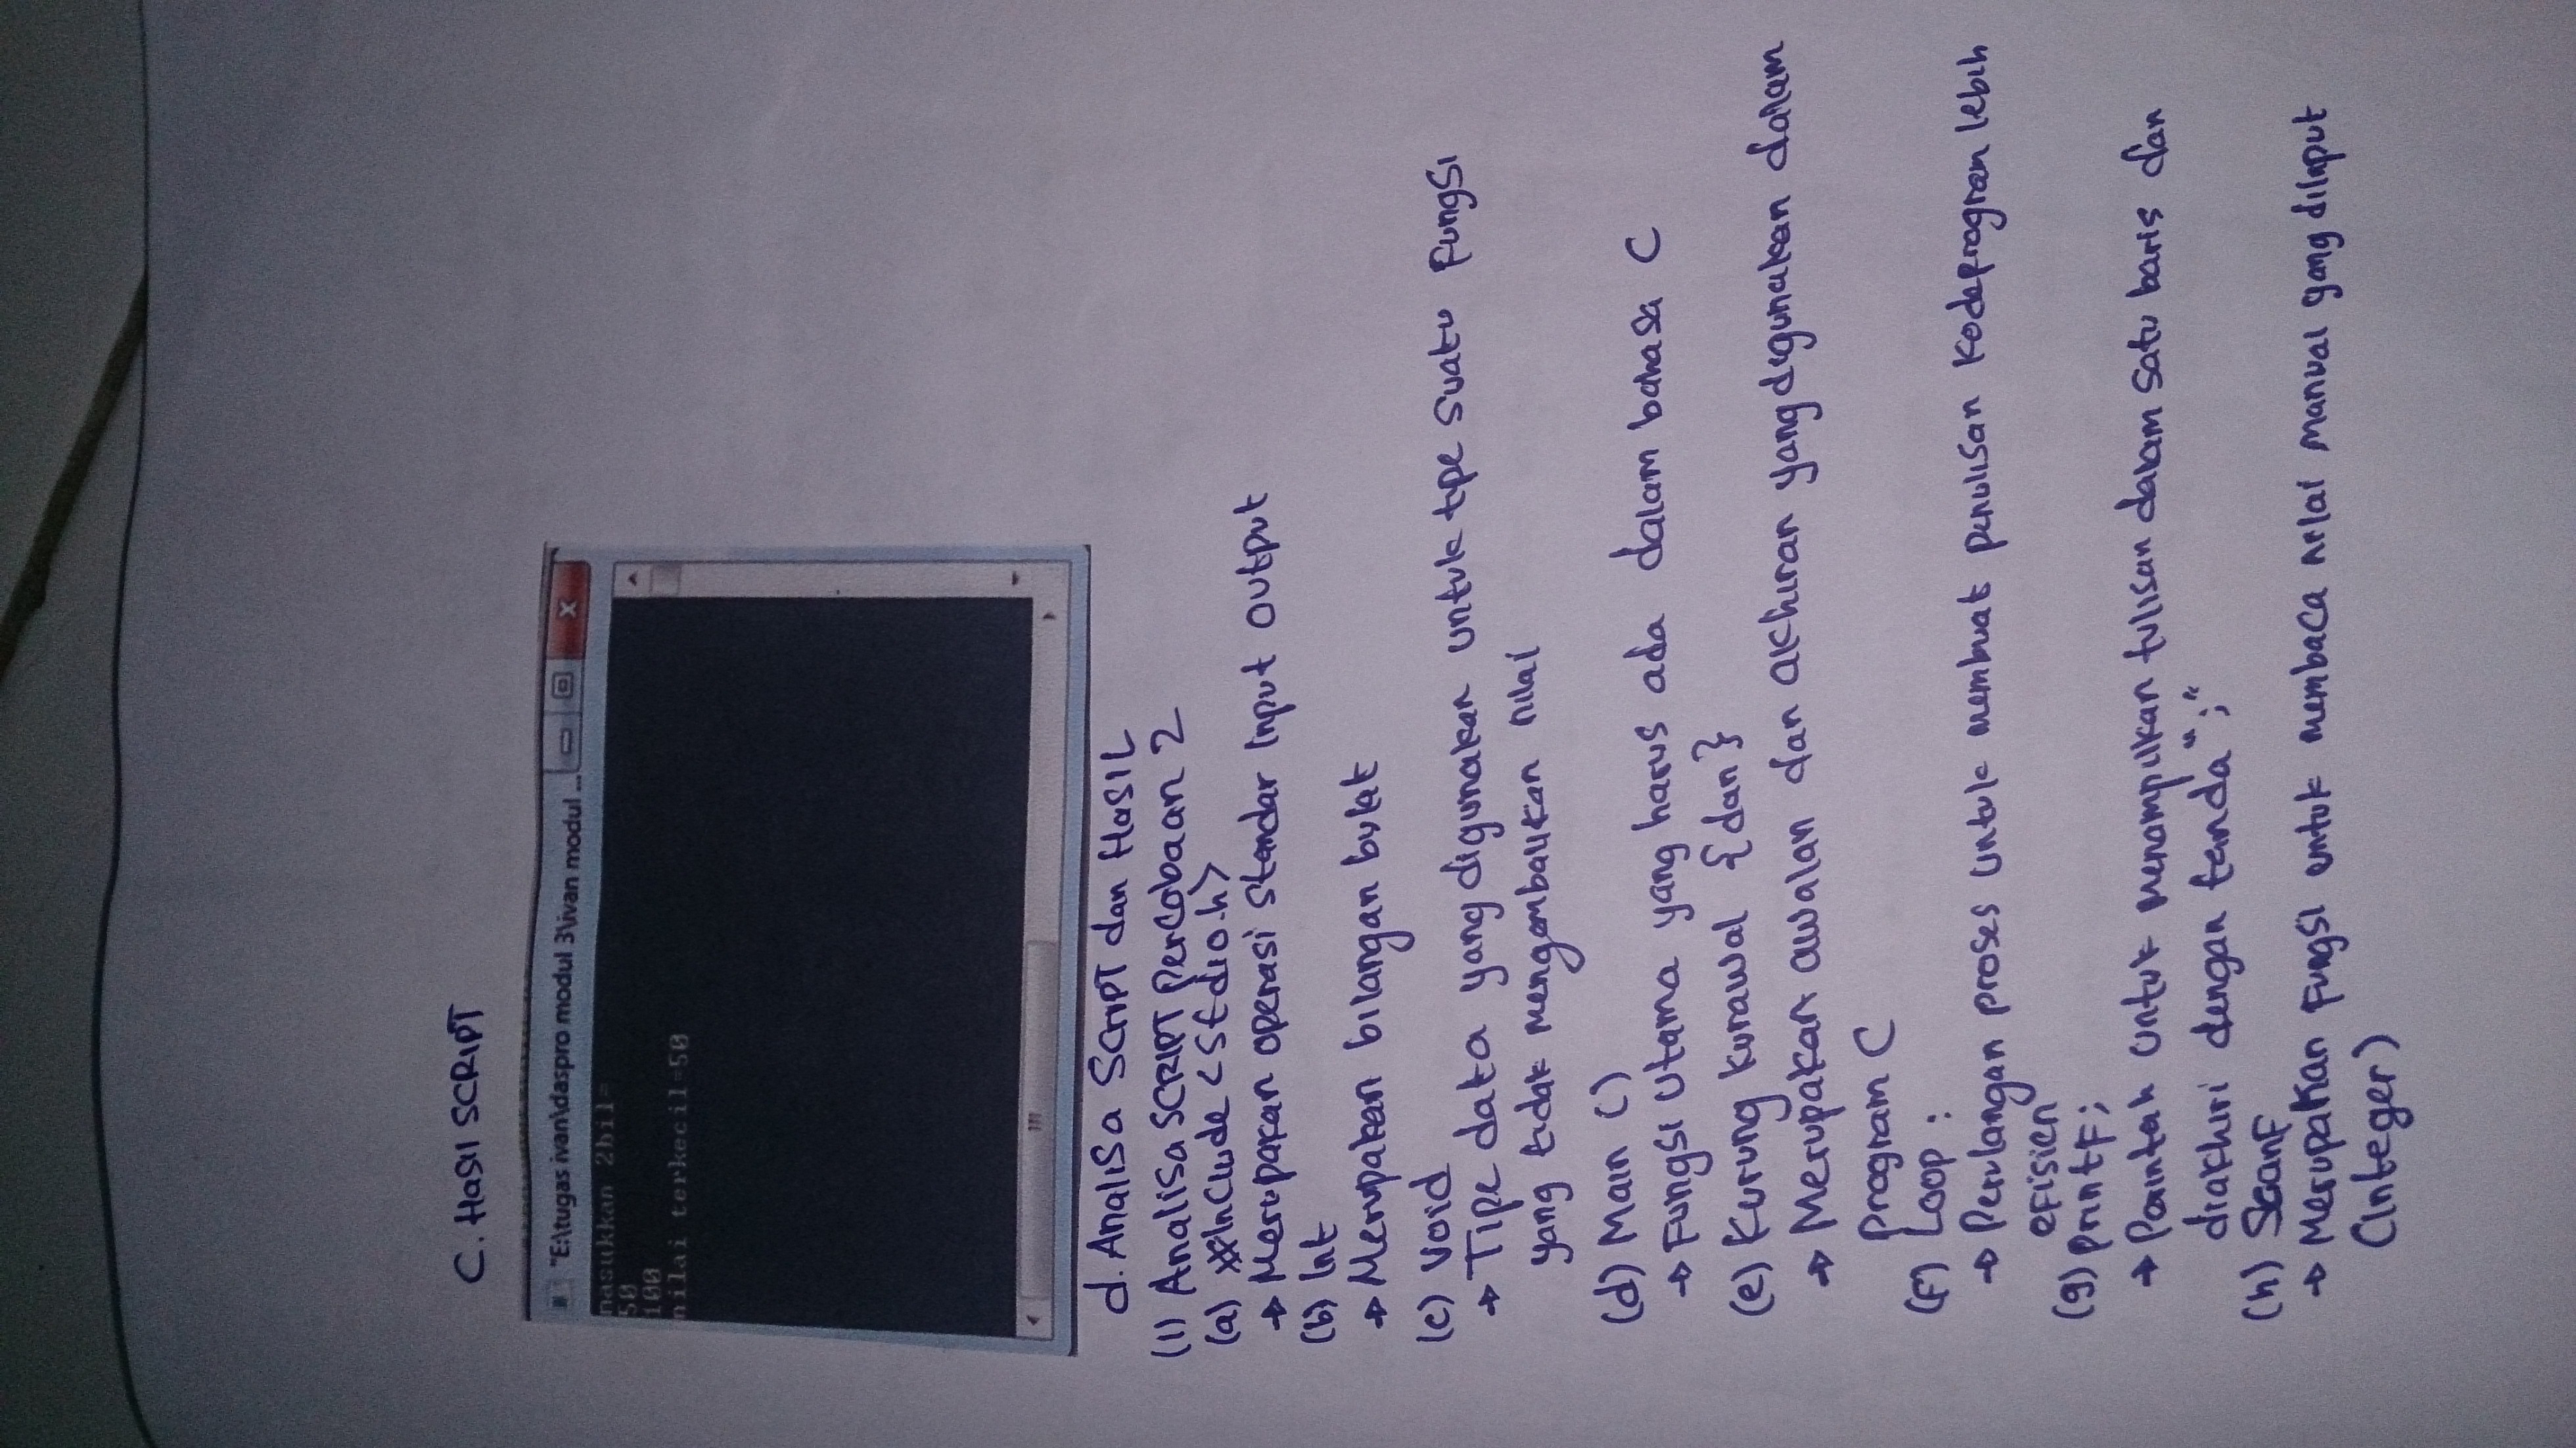 C. Hasil Script
"E:\tugas ivan\daspro modul 3\ivan modul ...
masukkan 2bil=
50
100
nilai terkecil=50
d. Analisa Script dan Hasil
(1) Analisa Script Percobaan 2
(a) #include <stdio.h>
→ Merupakan operasi standar input output
(b) Int
→ Merupakan bilangan bulat
(c) Void
→ Tipe data yang digunakan untuk tipe suatu fungsi
yang tidak mengembalikan nilai
(d) Main ()
→ Fungsi utama yang harus ada dalam bahasa C
(e) Kurung kurawal {dan}
→ Merupakan awalan dan akhiran yang digunakan dalam
program C
(f) Loop :
→ Perulangan proses untuk membuat penulisan kodeprogram lebih
efisien
(g) printf;
→ Perintah untuk menampilkan tulisan dalam satu baris dan
diakhiri dengan tanda ";"
(h) Scanf
→ Merupakan fungsi untuk membaca nilai manual yang diinput
(integer)